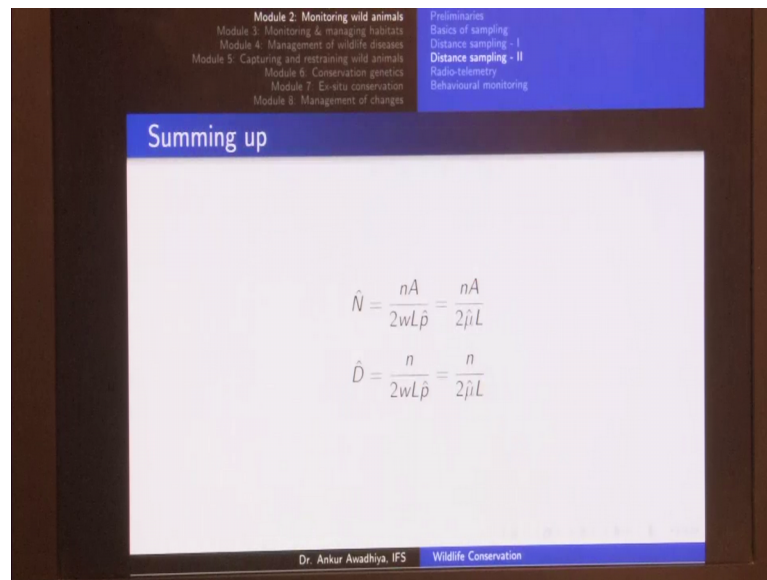 Module 2: Monitoring wild animals
Module 3: Monitoring & managing habitats
Module 4: Management of wildlife diseases
Module 5: Capturing and restraining wild animals
Module 6: Conservation genetics
Module 7: Ex-situ conservation
Module 8: Management of changes
Preliminaries
Basics of sampling
Distance sampling - I
Distance sampling - II
Radio-telemetry
Behavioural monitoring
Summing up
N̂ = nA / 2wLp̂ = nA / 2μ̂L
D̂ = n / 2wLp̂ = n / 2μ̂L
Dr. Ankur Awadhiya, IFS
Wildlife Conservation